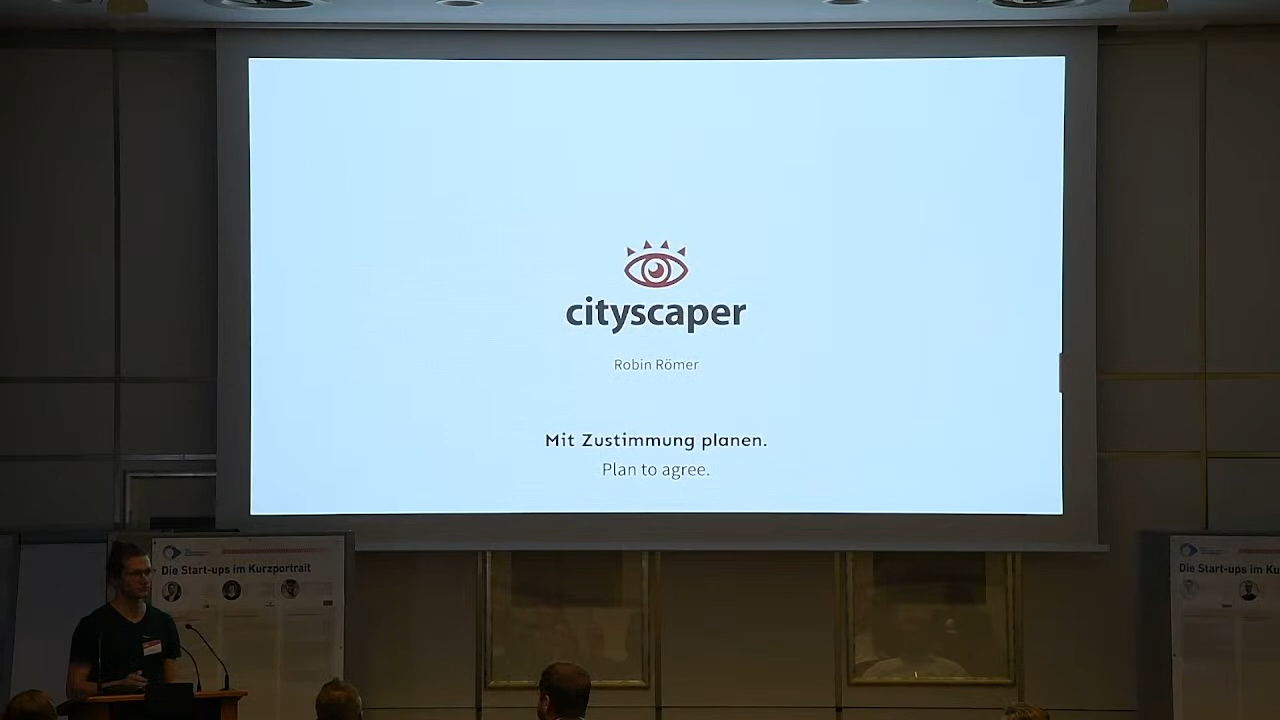 cityscaper
Robin Römer
Mit Zustimmung planen.
Plan to agree.
Die Start-ups im Kurzportrait
Die Start-ups im Ku